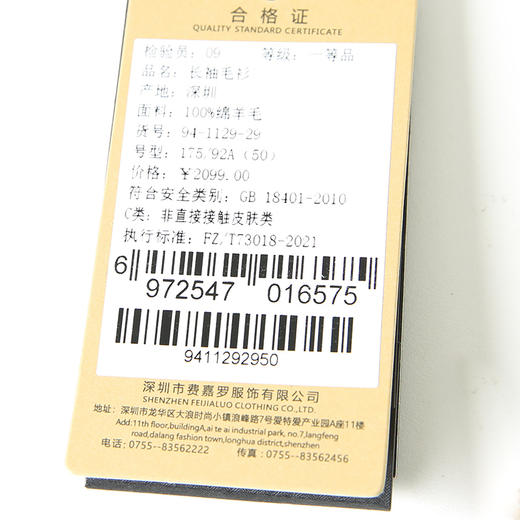 合格证
QUALITY STANDARD CERTIFICATE
检验员: 09 等级: 一等品
品名: 长袖毛衫
产地: 深圳
面料: 100%绵羊毛
货号: 94-1129-29
号型: 175/92A (50)
价格: ¥2099.00
符合安全类别: GB 18401-2010
C类: 非直接接触皮肤类
执行标准: FZ/T73018-2021
6 972547 016575
9411292950
深圳市费嘉罗服饰有限公司
SHENZHEN FEIJIALUO CLOTHING CO.,LTD.
地址: 深圳市龙华区大浪时尚小镇浪峰路7号爱特爱产业园A座11楼
Add:11th floor,buildingA,ai te ai industrial park, no.7,langfeng
road,dalang fashion town,longhua district,shenzhen
电话: 0755--83562222 传真: 0755--83562456